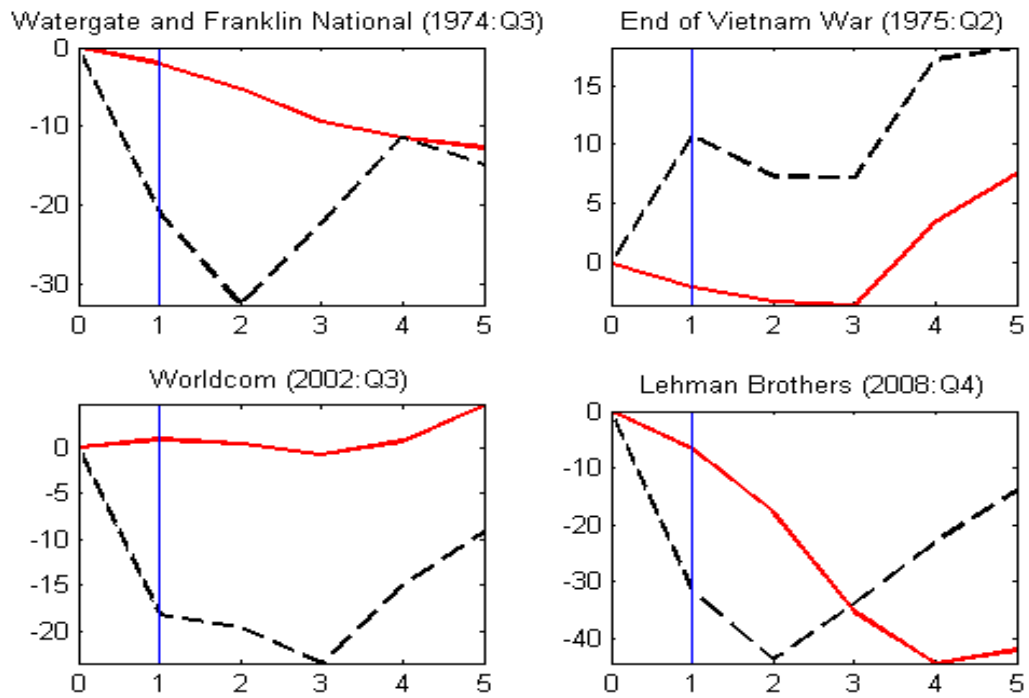 Watergate and Franklin National (1974:Q3)
0
-10
-20
-30
0 1 2 3 4 5
End of Vietnam War (1975:Q2)
15
10
5
0
0 1 2 3 4 5
Worldcom (2002:Q3)
0
-5
-10
-15
-20
0 1 2 3 4 5
Lehman Brothers (2008:Q4)
0
-10
-20
-30
-40
0 1 2 3 4 5